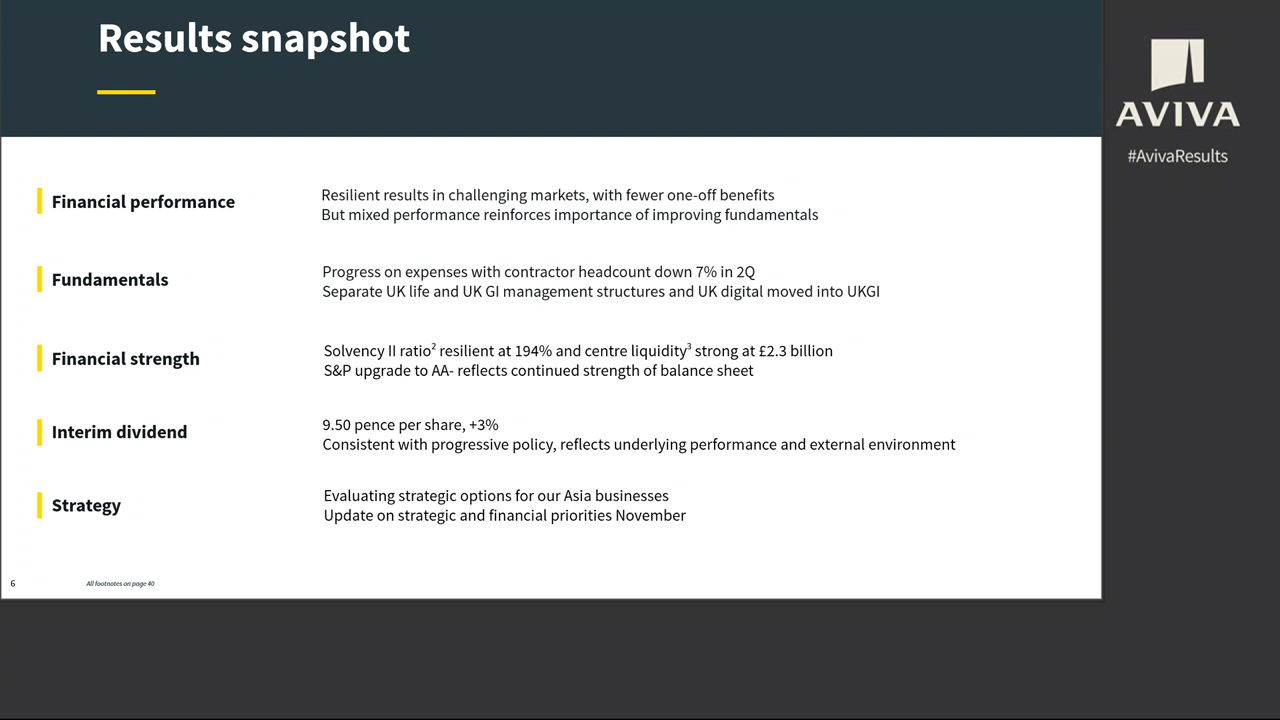 Results snapshot
AVIVA
#AvivaResults
Financial performance
Resilient results in challenging markets, with fewer one-off benefits
But mixed performance reinforces importance of improving fundamentals
Fundamentals
Progress on expenses with contractor headcount down 7% in 2Q
Separate UK life and UK GI management structures and UK digital moved into UKGI
Financial strength
Solvency II ratio² resilient at 194% and centre liquidity³ strong at £2.3 billion
S&P upgrade to AA- reflects continued strength of balance sheet
Interim dividend
9.50 pence per share, +3%
Consistent with progressive policy, reflects underlying performance and external environment
Strategy
Evaluating strategic options for our Asia businesses
Update on strategic and financial priorities November
6
All footnotes on page 40